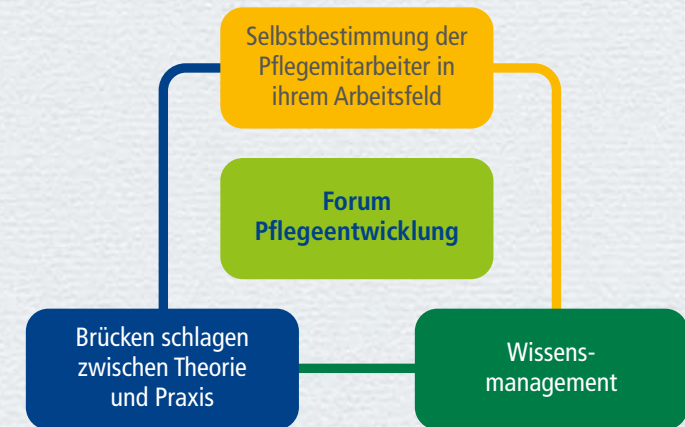 Selbstbestimmung der
Pflegemitarbeiter in
ihrem Arbeitsfeld
Forum
Pflegeentwicklung
Brücken schlagen
zwischen Theorie
und Praxis
Wissens-
management